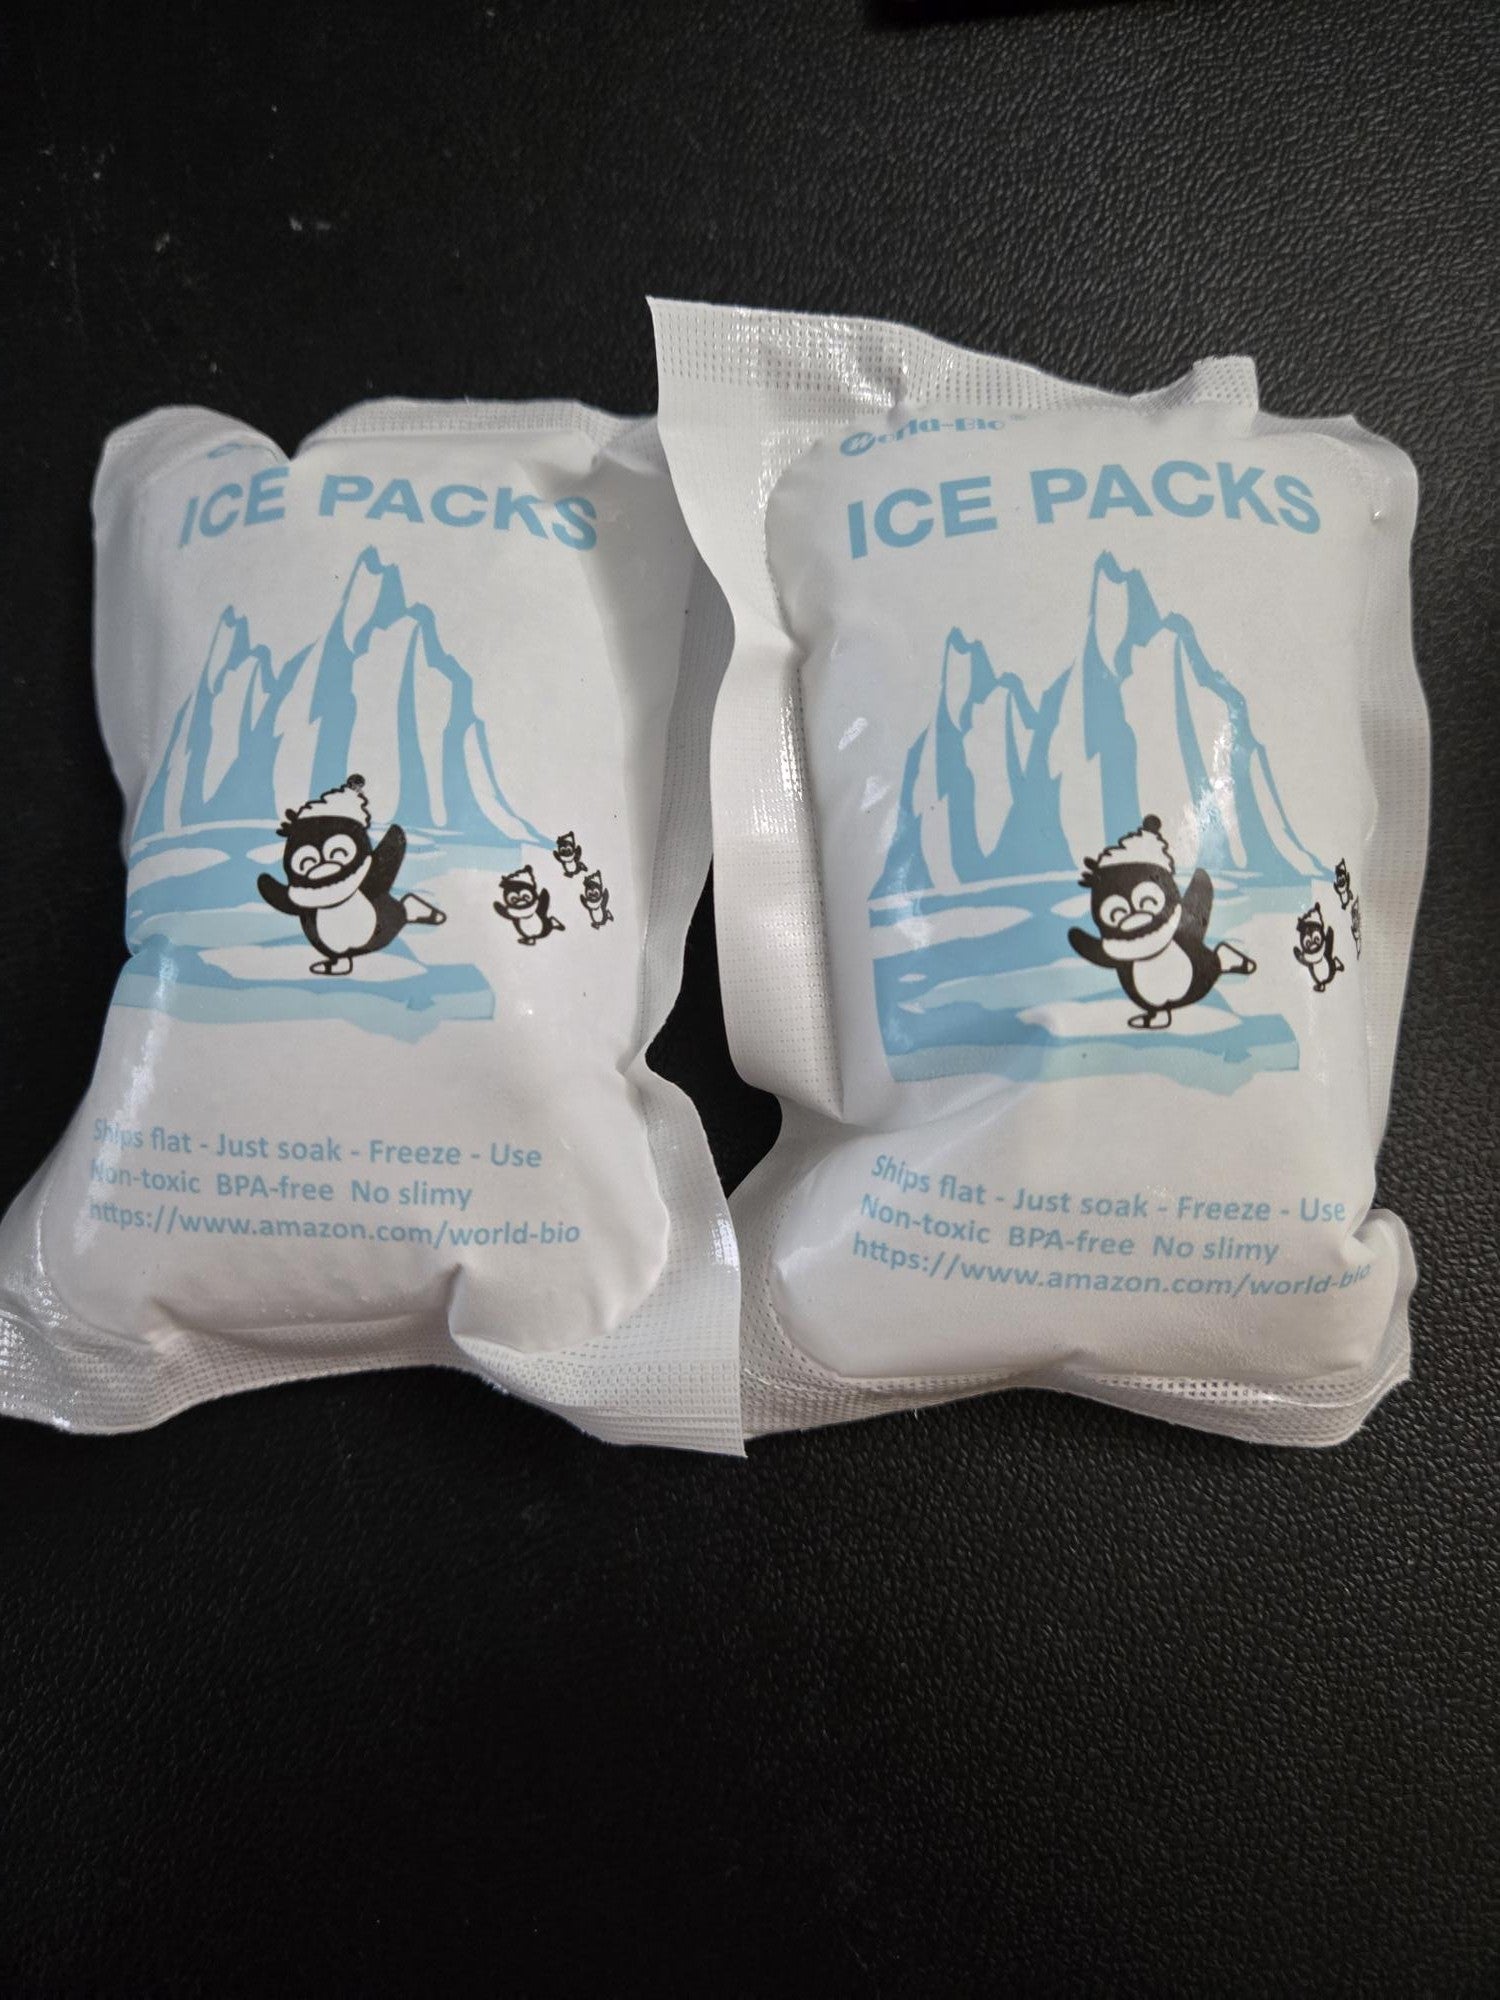 ICE PACKS
Ships flat - Just soak - Freeze - Use
Non-toxic BPA-free No slimy
https://www.amazon.com/world-bio
World-Bio®
ICE PACKS
Ships flat - Just soak - Freeze - Use
Non-toxic BPA-free No slimy
https://www.amazon.com/world-bio